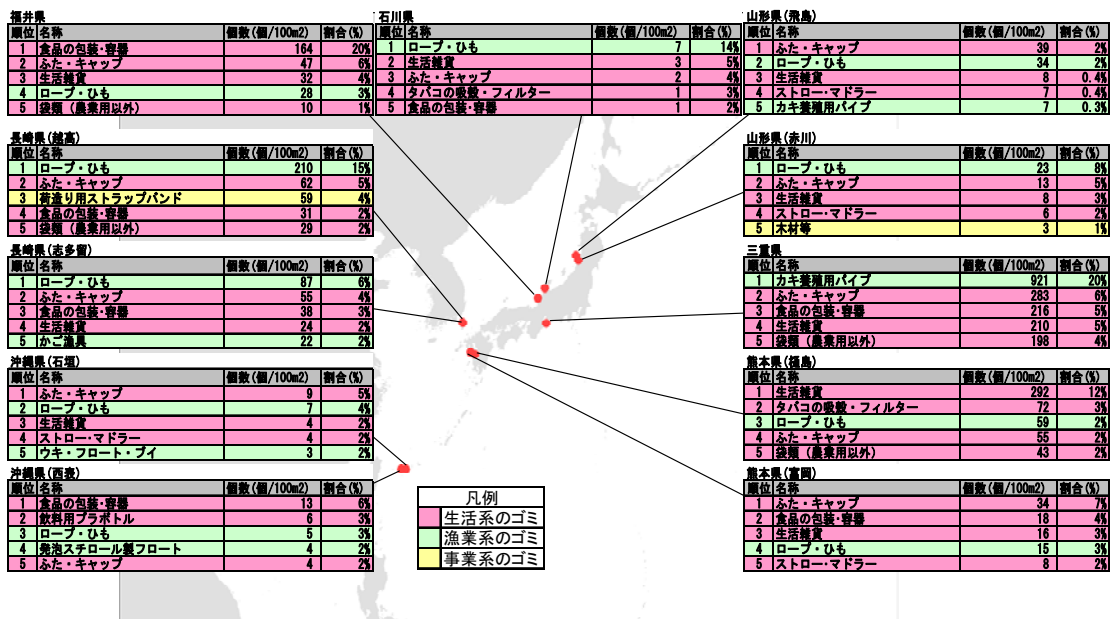 福井県
順位 名称 個数(個/100m2) 割合(%)
1 食品の包装・容器 164 20%
2 ふた・キャップ 47 6%
3 生活雑貨 32 4%
4 ロープ・ひも 28 3%
5 袋類（農業用以外） 10 1%
石川県
順位 名称 個数(個/100m2) 割合(%)
1 ロープ・ひも 7 14%
2 生活雑貨 3 5%
3 ふた・キャップ 2 4%
4 タバコの吸殻・フィルター 1 3%
5 食品の包装・容器 1 2%
山形県(飛島)
順位 名称 個数(個/100m2) 割合(%)
1 ふた・キャップ 39 2%
2 ロープ・ひも 34 2%
3 生活雑貨 8 0.4%
4 ストロー・マドラー 7 0.4%
5 カキ養殖用パイプ 7 0.3%
長崎県(越高)
順位 名称 個数(個/100m2) 割合(%)
1 ロープ・ひも 210 15%
2 ふた・キャップ 62 5%
3 荷造り用ストラップバンド 59 4%
4 食品の包装・容器 31 2%
5 袋類（農業用以外） 29 2%
山形県(赤川)
順位 名称 個数(個/100m2) 割合(%)
1 ロープ・ひも 23 8%
2 ふた・キャップ 13 5%
3 生活雑貨 8 3%
4 ストロー・マドラー 6 2%
5 木材等 3 1%
長崎県(志多留)
順位 名称 個数(個/100m2) 割合(%)
1 ロープ・ひも 87 6%
2 ふた・キャップ 55 4%
3 食品の包装・容器 38 3%
4 生活雑貨 24 2%
5 かご漁具 22 2%
三重県
順位 名称 個数(個/100m2) 割合(%)
1 カキ養殖用パイプ 921 20%
2 ふた・キャップ 283 6%
3 食品の包装・容器 216 5%
4 生活雑貨 210 5%
5 袋類（農業用以外） 198 4%
沖縄県(石垣)
順位 名称 個数(個/100m2) 割合(%)
1 ふた・キャップ 9 5%
2 ロープ・ひも 7 4%
3 生活雑貨 4 2%
4 ストロー・マドラー 4 2%
5 ウキ・フロート・ブイ 3 2%
熊本県(樋島)
順位 名称 個数(個/100m2) 割合(%)
1 生活雑貨 292 12%
2 タバコの吸殻・フィルター 72 3%
3 ロープ・ひも 59 2%
4 ふた・キャップ 55 2%
5 袋類（農業用以外） 43 2%
沖縄県(西表)
順位 名称 個数(個/100m2) 割合(%)
1 食品の包装・容器 13 6%
2 飲料用プラボトル 6 3%
3 ロープ・ひも 5 3%
4 発泡スチロール製フロート 4 2%
5 ふた・キャップ 4 2%
熊本県(富岡)
順位 名称 個数(個/100m2) 割合(%)
1 ふた・キャップ 34 7%
2 食品の包装・容器 18 4%
3 生活雑貨 16 3%
4 ロープ・ひも 15 3%
5 ストロー・マドラー 8 2%
凡例
生活系のゴミ
漁業系のゴミ
事業系のゴミ